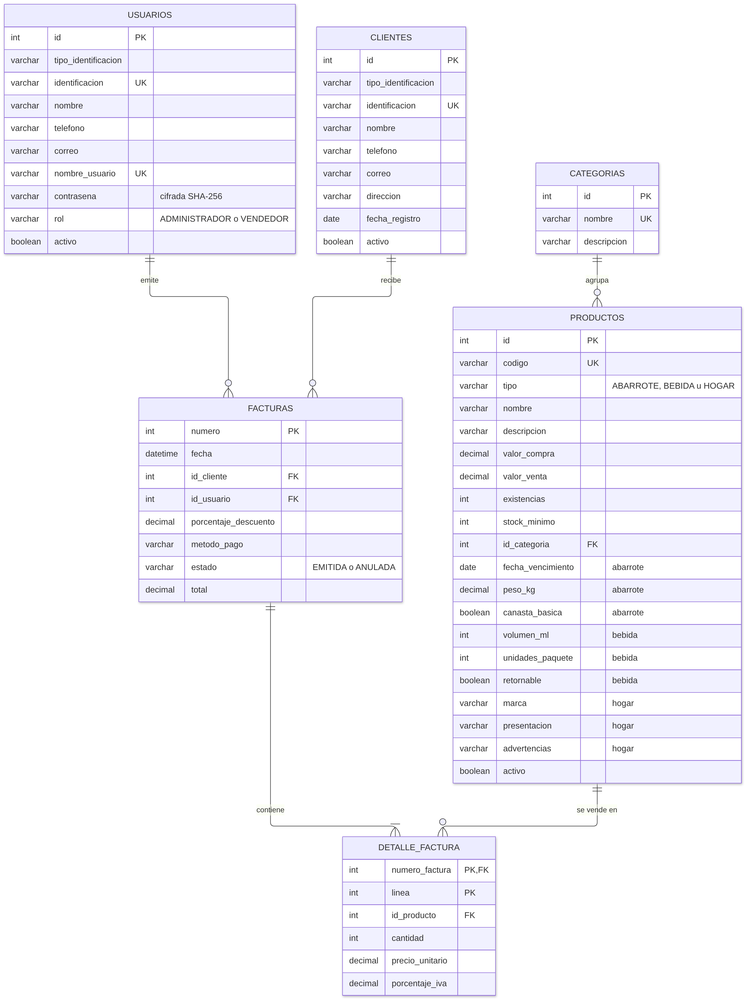 USUARIOS
int id PK
varchar tipo_identificacion
varchar identificacion UK
varchar nombre
varchar telefono
varchar correo
varchar nombre_usuario UK
varchar contrasena cifrada SHA-256
varchar rol ADMINISTRADOR o VENDEDOR
boolean activo
CLIENTES
int id PK
varchar tipo_identificacion
varchar identificacion UK
varchar nombre
varchar telefono
varchar correo
varchar direccion
date fecha_registro
boolean activo
CATEGORIAS
int id PK
varchar nombre UK
varchar descripcion
emite
recibe
agrupa
FACTURAS
int numero PK
datetime fecha
int id_cliente FK
int id_usuario FK
decimal porcentaje_descuento
varchar metodo_pago
varchar estado EMITIDA o ANULADA
decimal total
PRODUCTOS
int id PK
varchar codigo UK
varchar tipo ABARROTE, BEBIDA u HOGAR
varchar nombre
varchar descripcion
decimal valor_compra
decimal valor_venta
int existencias
int stock_minimo
int id_categoria FK
date fecha_vencimiento abarrote
decimal peso_kg abarrote
boolean canasta_basica abarrote
int volumen_ml bebida
int unidades_paquete bebida
boolean retornable bebida
varchar marca hogar
varchar presentacion hogar
varchar advertencias hogar
boolean activo
contiene
se vende en
DETALLE_FACTURA
int numero_factura PK,FK
int linea PK
int id_producto FK
int cantidad
decimal precio_unitario
decimal porcentaje_iva